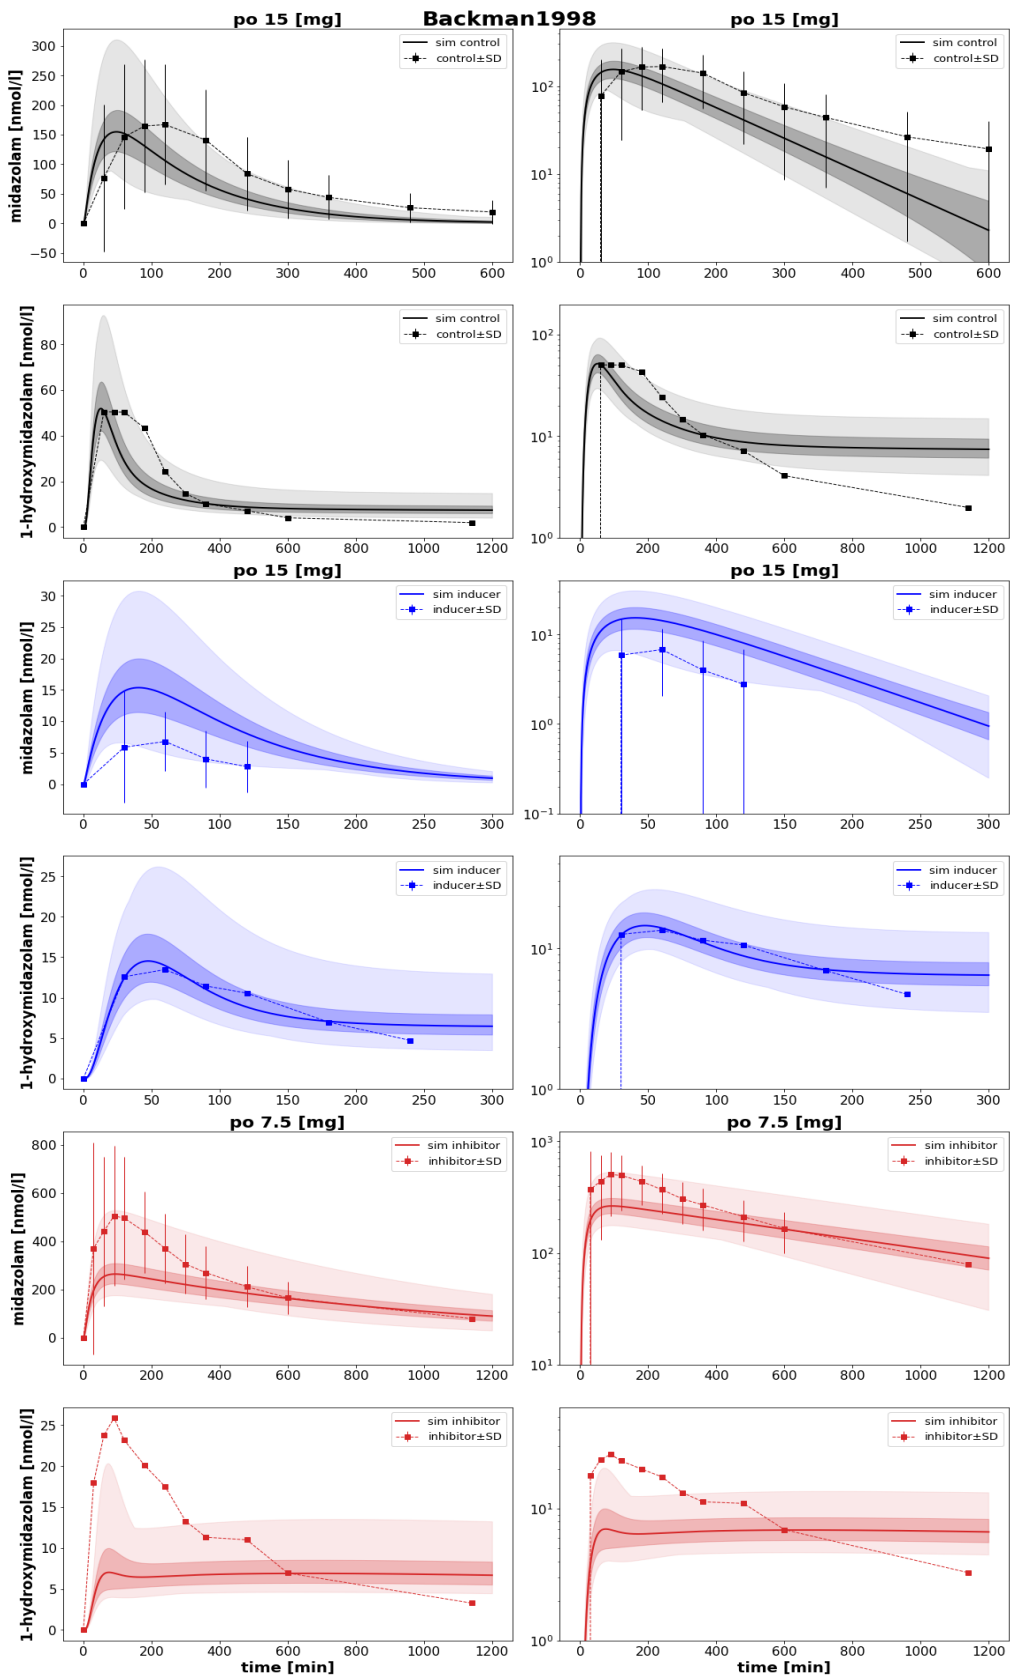 Backman1998
po 15 [mg]
po 15 [mg]
midazolam [nmol/l]
sim control
control±SD
300
250
200
150
100
50
0
−50
0 100 200 300 400 500 600
sim control
control±SD
10²
10¹
10⁰
0 100 200 300 400 500 600
1-hydroxymidazolam [nmol/l]
sim control
control±SD
80
60
40
20
0
0 200 400 600 800 1000 1200
sim control
control±SD
10²
10¹
10⁰
0 200 400 600 800 1000 1200
po 15 [mg]
po 15 [mg]
midazolam [nmol/l]
sim inducer
inducer±SD
30
25
20
15
10
5
0
0 50 100 150 200 250 300
sim inducer
inducer±SD
10¹
10⁰
10⁻¹
0 50 100 150 200 250 300
1-hydroxymidazolam [nmol/l]
sim inducer
inducer±SD
25
20
15
10
5
0
0 50 100 150 200 250 300
sim inducer
inducer±SD
10¹
10⁰
0 50 100 150 200 250 300
po 7.5 [mg]
po 7.5 [mg]
midazolam [nmol/l]
sim inhibitor
inhibitor±SD
800
600
400
200
0
0 200 400 600 800 1000 1200
sim inhibitor
inhibitor±SD
10³
10²
10¹
0 200 400 600 800 1000 1200
1-hydroxymidazolam [nmol/l]
sim inhibitor
inhibitor±SD
25
20
15
10
5
0
0 200 400 600 800 1000 1200
time [min]
sim inhibitor
inhibitor±SD
10¹
10⁰
0 200 400 600 800 1000 1200
time [min]